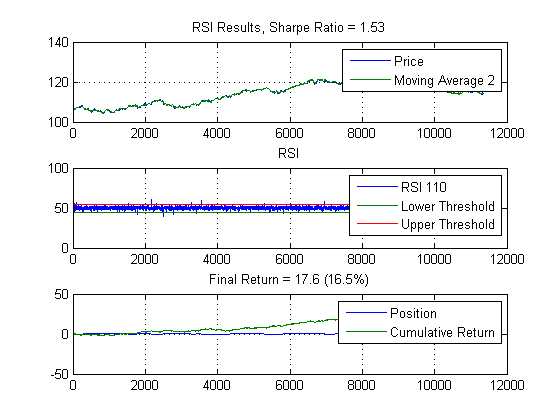 RSI Results, Sharpe Ratio = 1.53
140
120
100
Price
Moving Average 2
0 2000 4000 6000 8000 10000 12000
RSI
100
50
0
RSI 110
Lower Threshold
Upper Threshold
0 2000 4000 6000 8000 10000 12000
Final Return = 17.6 (16.5%)
50
0
-50
Position
Cumulative Return
0 2000 4000 6000 8000 10000 12000